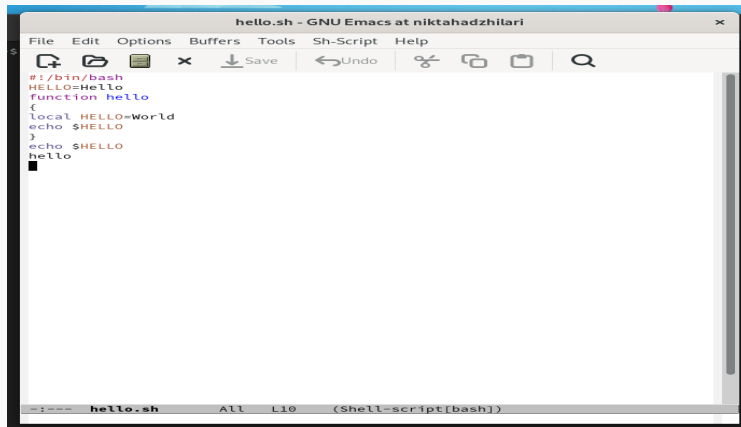 hello.sh - GNU Emacs at niktahadzhilari
File Edit Options Buffers Tools Sh-Script Help
Save Undo
$
#!/bin/bash
HELLO=Hello
function hello
{
local HELLO=World
echo $HELLO
}
echo $HELLO
hello
-:--- hello.sh All L10 (Shell-script[bash])